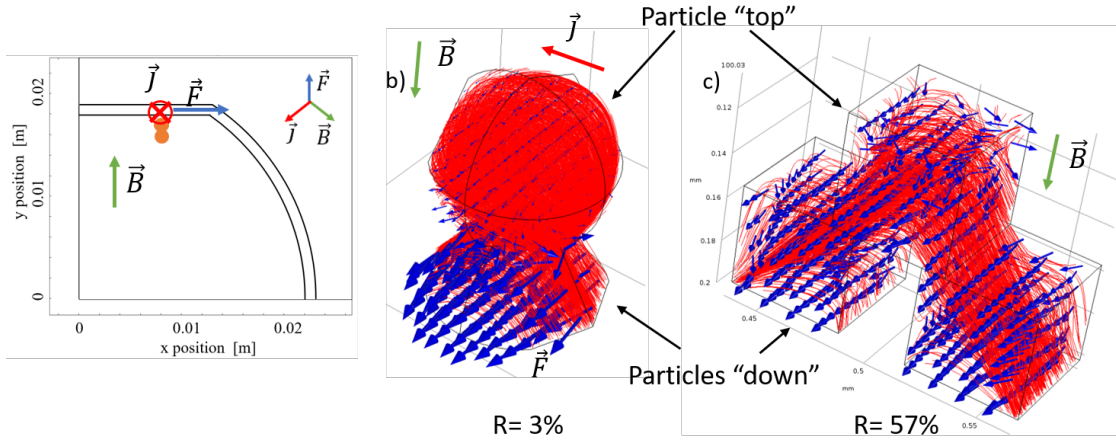 y position [m]
0.02
0.01
0
0
0.01
0.02
x position [m]
J
F
B
F
J
B
B
b)
J
F
R= 3%
Particle “top”
Particles “down”
c)
100.03
0.12
0.14
mm
0.16
0.18
0.2
0.45
0.5
mm
0.55
B
R= 57%